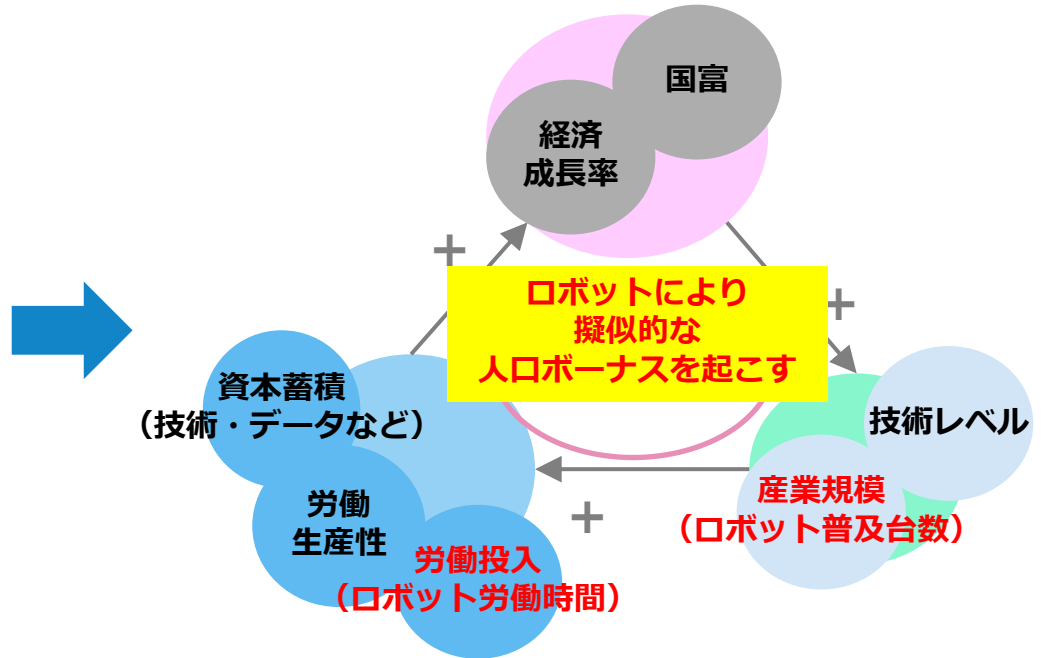 国富
経済
成長率
＋
ロボットにより
擬似的な
人口ボーナスを起こす
＋
資本蓄積
（技術・データなど）
技術レベル
労働
生産性
産業規模
（ロボット普及台数）
＋
労働投入
（ロボット労働時間）